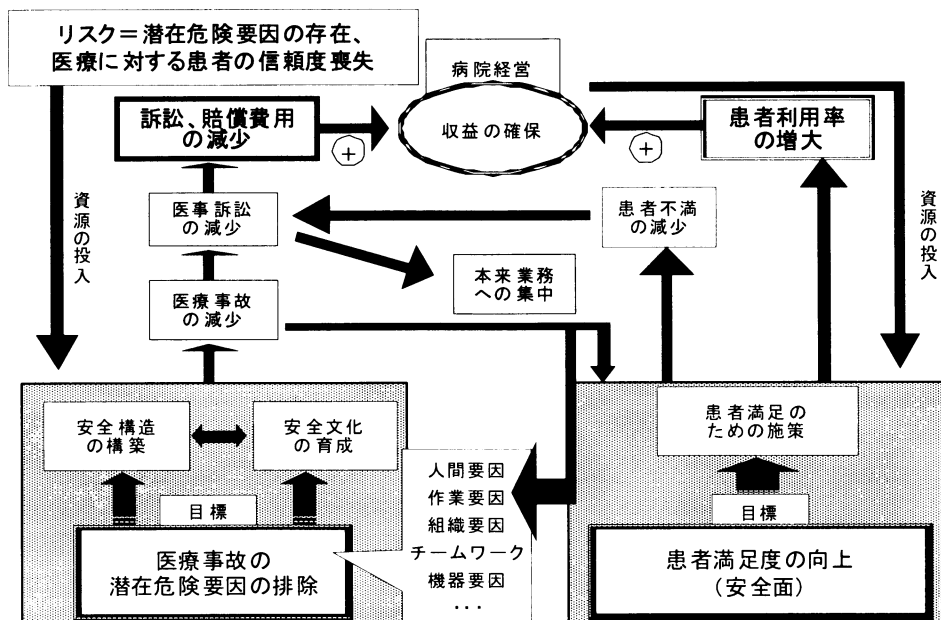 リスク＝潜在危険要因の存在、
医療に対する患者の信頼度喪失
病院経営
収益の確保
訴訟、賠償費用
の減少
＋
＋
患者利用率
の増大
資源の投入
医事訴訟
の減少
患者不満
の減少
資源の投入
本来業務
への集中
医療事故
の減少
安全構造
の構築
安全文化
の育成
患者満足の
ための施策
人間要因
作業要因
組織要因
チームワーク
機器要因
・・・
目標
医療事故の
潜在危険要因の排除
目標
患者満足度の向上
（安全面）